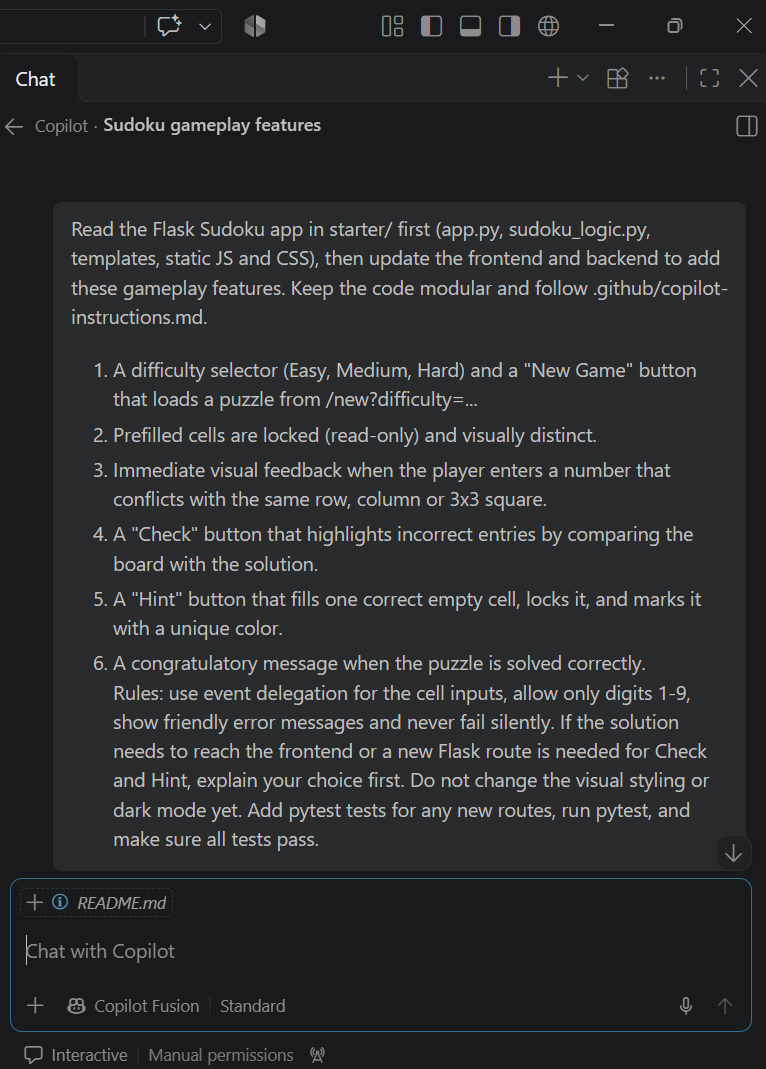 Chat
Copilot · Sudoku gameplay features
Read the Flask Sudoku app in starter/ first (app.py, sudoku_logic.py,
templates, static JS and CSS), then update the frontend and backend to add
these gameplay features. Keep the code modular and follow .github/copilot-
instructions.md.
1. A difficulty selector (Easy, Medium, Hard) and a "New Game" button
that loads a puzzle from /new?difficulty=...
2. Prefilled cells are locked (read-only) and visually distinct.
3. Immediate visual feedback when the player enters a number that
conflicts with the same row, column or 3x3 square.
4. A "Check" button that highlights incorrect entries by comparing the
board with the solution.
5. A "Hint" button that fills one correct empty cell, locks it, and marks it
with a unique color.
6. A congratulatory message when the puzzle is solved correctly.
Rules: use event delegation for the cell inputs, allow only digits 1-9,
show friendly error messages and never fail silently. If the solution
needs to reach the frontend or a new Flask route is needed for Check
and Hint, explain your choice first. Do not change the visual styling or
dark mode yet. Add pytest tests for any new routes, run pytest, and
make sure all tests pass.
README.md
Chat with Copilot
Copilot Fusion Standard
Interactive Manual permissions